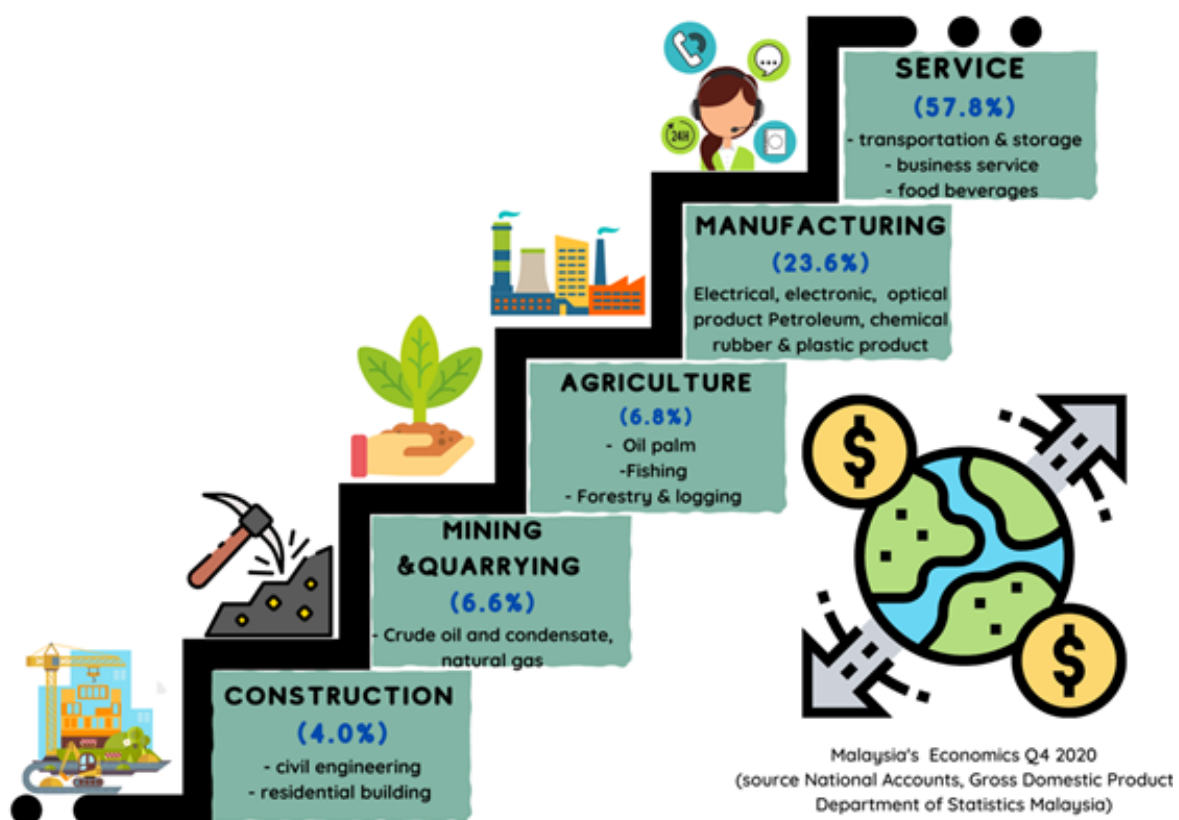 SERVICE
(57.8%)
- transportation & storage
- business service
- food beverages
24H
MANUFACTURING
(23.6%)
Electrical, electronic, optical
product Petroleum, chemical
rubber & plastic product
AGRICULTURE
(6.8%)
- Oil palm
-Fishing
- Forestry & logging
MINING
&QUARRYING
(6.6%)
- Crude oil and condensate,
natural gas
CONSTRUCTION
(4.0%)
- civil engineering
- residential building
$
$
Malaysia's Economics Q4 2020
(source National Accounts, Gross Domestic Product
Department of Statistics Malaysia)